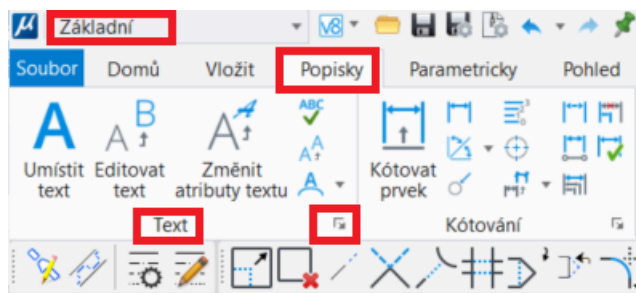 µ Základní V8
Soubor Domů Vložit Popisky Parametricky Pohled
A A B A A ABC
A A
Umístit Editovat Změnit A Kótovat
text text atributy textu prvek
Text Kótování